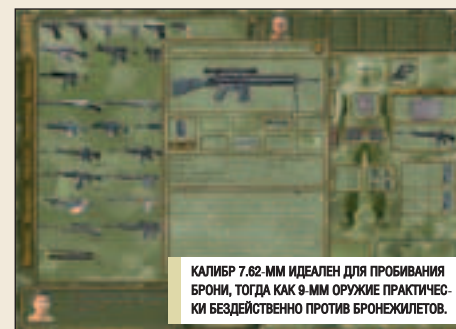 КАЛИБР 7.62-ММ ИДЕАЛЕН ДЛЯ ПРОБИВАНИЯ
БРОНИ, ТОГДА КАК 9-ММ ОРУЖИЕ ПРАКТИЧЕС-
КИ БЕЗДЕЙСТВЕННО ПРОТИВ БРОНЕЖИЛЕТОВ.